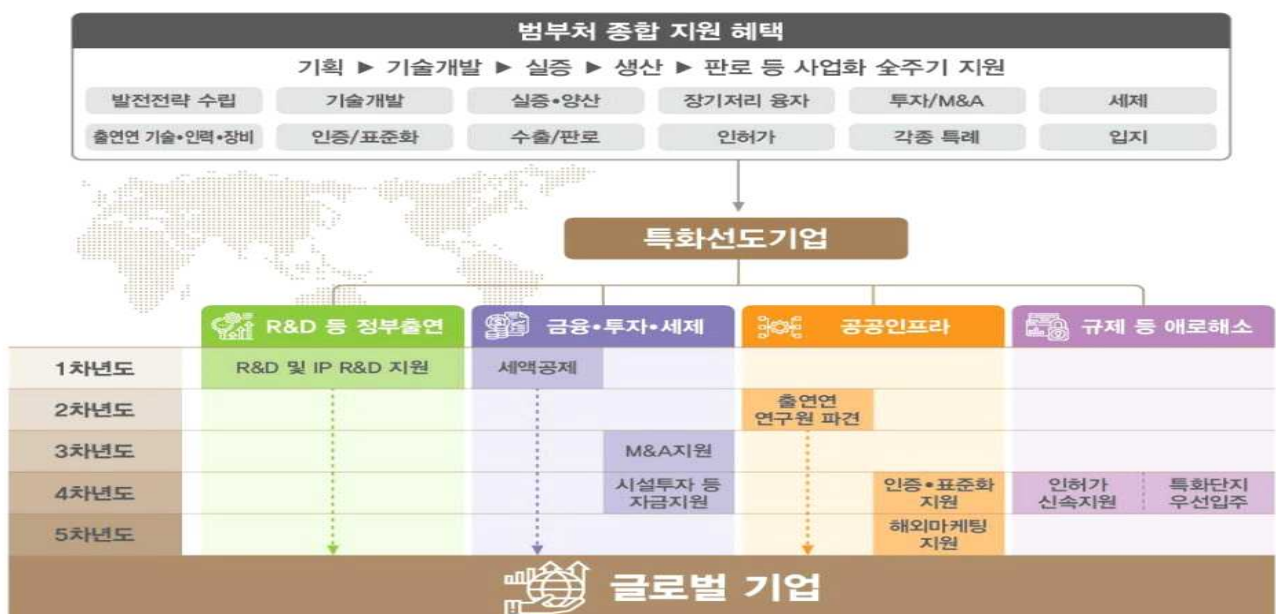 범부처 종합 지원 혜택
기획 ▶ 기술개발 ▶ 실증 ▶ 생산 ▶ 판로 등 사업화 全주기 지원
발전전략 수립
기술개발
실증•양산
장기저리 융자
투자/M&A
세제
출연연 기술•인력•장비
인증/표준화
수출/판로
인허가
각종 특례
입지
특화선도기업
R&D 등 정부출연
금융•투자•세제
공공인프라
규제 등 애로해소
1차년도
R&D 및 IP R&D 지원
세액공제
2차년도
출연연
연구원 파견
3차년도
M&A지원
4차년도
시설투자 등
자금지원
인증•표준화
지원
인허가
신속지원
특화단지
우선입주
5차년도
해외마케팅
지원
글로벌 기업